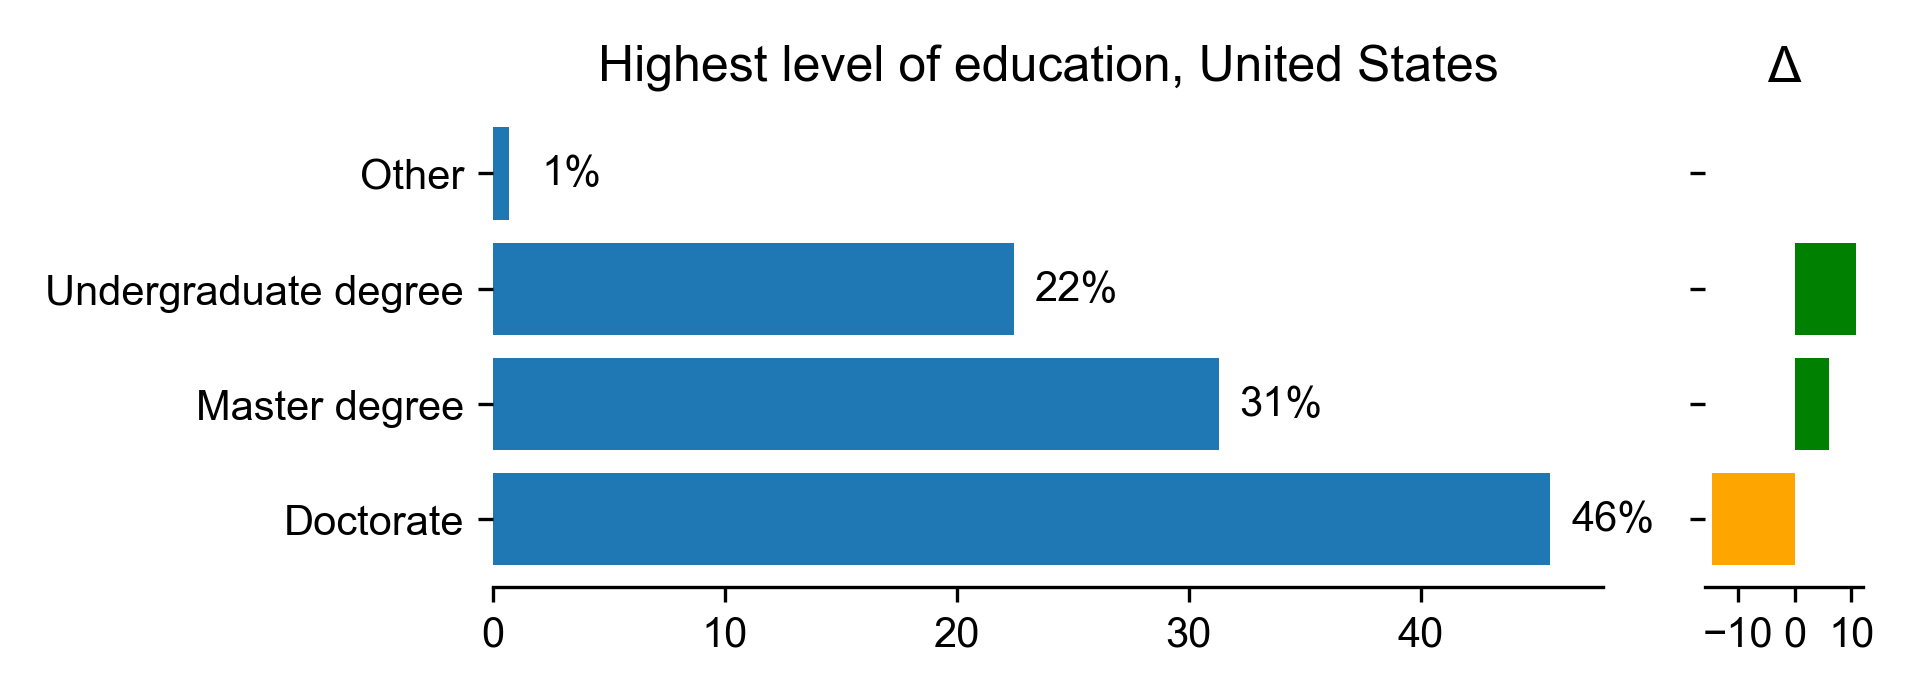 Highest level of education, United States
Δ
Other
1%
Undergraduate degree
22%
Master degree
31%
Doctorate
46%
0 10 20 30 40
−10 0 10